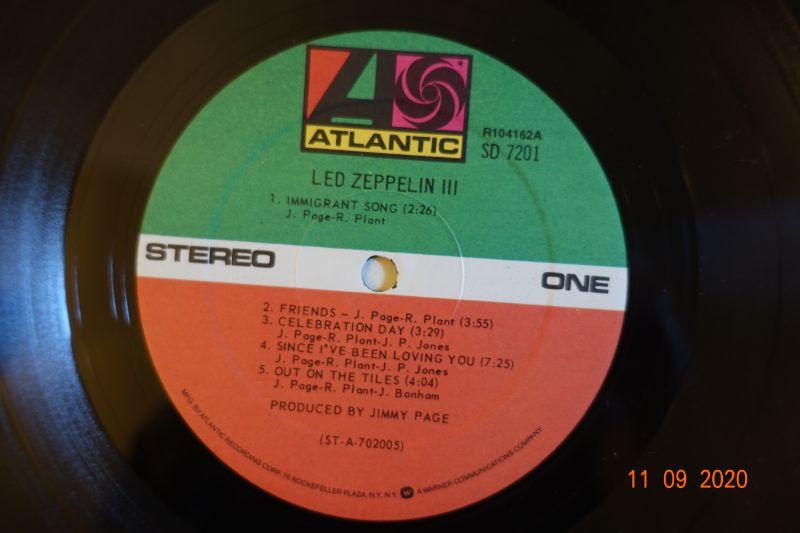 ATLANTIC
R104162A
SD 7201
LED ZEPPELIN III
1. IMMIGRANT SONG (2:26)
J. Page-R. Plant
STEREO
ONE
2. FRIENDS – J. Page-R. Plant (3:55)
3. CELEBRATION DAY (3:29)
J. Page-R. Plant-J. P. Jones
4. SINCE I'VE BEEN LOVING YOU (7:25)
J. Page-R. Plant-J. P. Jones
5. OUT ON THE TILES (4:04)
J. Page-R. Plant-J. Bonham
PRODUCED BY JIMMY PAGE
(ST-A-702005)
MFG. BY ATLANTIC RECORDING CORP. 75 ROCKEFELLER PLAZA, N.Y. N.Y. W A WARNER COMMUNICATIONS COMPANY
11 09 2020